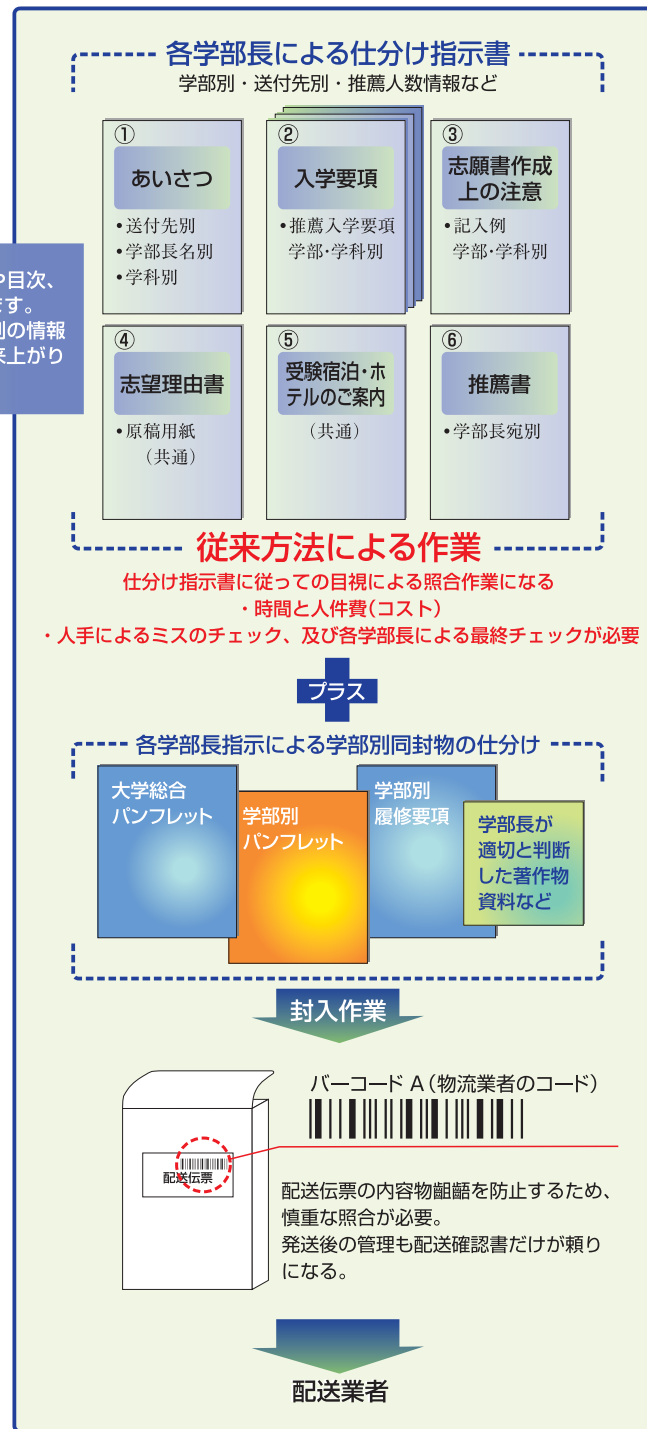 各学部長による仕分け指示書
学部別・送付先別・推薦人数情報など
①
あいさつ
•送付先別
•学部長名別
•学科別
②
入学要項
•推薦入学要項
学部・学科別
③
志願書作成
上の注意
•記入例
学部・学科別
や目次、
ます。
別の情報
来上がり
④
志望理由書
•原稿用紙
（共通）
⑤
受験宿泊・ホ
テルのご案内
（共通）
⑥
推薦書
•学部長宛別
従来方法による作業
仕分け指示書に従っての目視による照合作業になる
・時間と人件費（コスト）
・人手によるミスのチェック、及び各学部長による最終チェックが必要
プラス
各学部長指示による学部別同封物の仕分け
大学総合
パンフレット
学部別
パンフレット
学部別
履修要項
学部長が
適切と判断
した著作物
資料など
封入作業
バーコード A（物流業者のコード）
配送伝票
配送伝票の内容物齟齬を防止するため、
慎重な照合が必要。
発送後の管理も配送確認書だけが頼り
になる。
配送業者